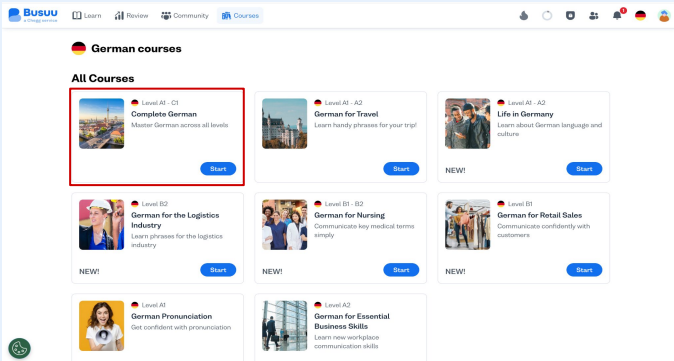 Busuu
a Chegg service
Learn
Review
Community
Courses
1
German courses
All Courses
Level A1 - C1
Complete German
Master German across all levels
Start
Level A1 - A2
German for Travel
Learn handy phrases for your trip!
Start
Level A1 - A2
Life in Germany
Learn about German language and
culture
NEW!
Start
Level B2
German for the Logistics
Industry
Learn phrases for the logistics
industry
NEW!
Start
Level B1 - B2
German for Nursing
Communicate key medical terms
simply
NEW!
Start
Level B1
German for Retail Sales
Communicate confidently with
customers
NEW!
Start
Level A1
German Pronunciation
Get confident with pronunciation
Level A2
German for Essential
Business Skills
Learn new workplace
communication skills